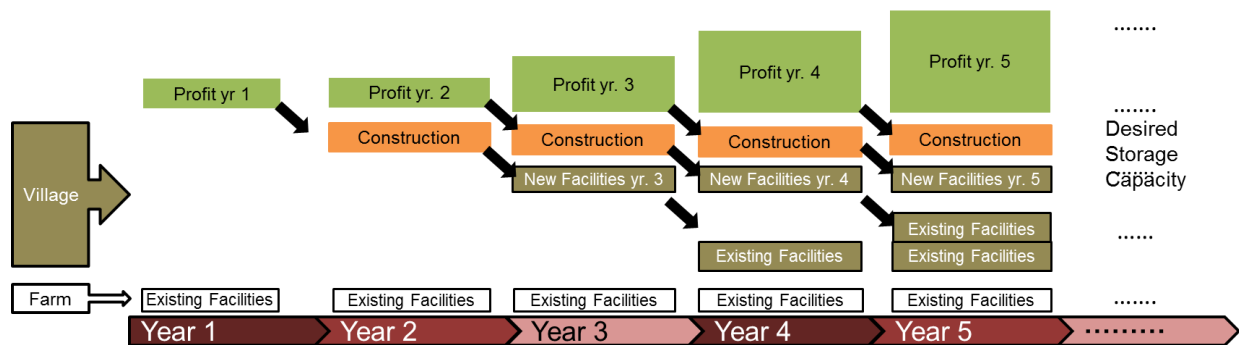 .......
Profit yr. 5
Profit yr. 4
Profit yr. 3
Profit yr 1
Profit yr. 2
.......
Construction
Construction
Construction
Construction
Desired
Storage
Capacity
......
Village
New Facilities yr. 3
New Facilities yr. 4
New Facilities yr. 5
Existing Facilities
......
Existing Facilities
Existing Facilities
Farm
Existing Facilities
Existing Facilities
Existing Facilities
Existing Facilities
Existing Facilities
.......
Year 1
Year 2
Year 3
Year 4
Year 5
.........